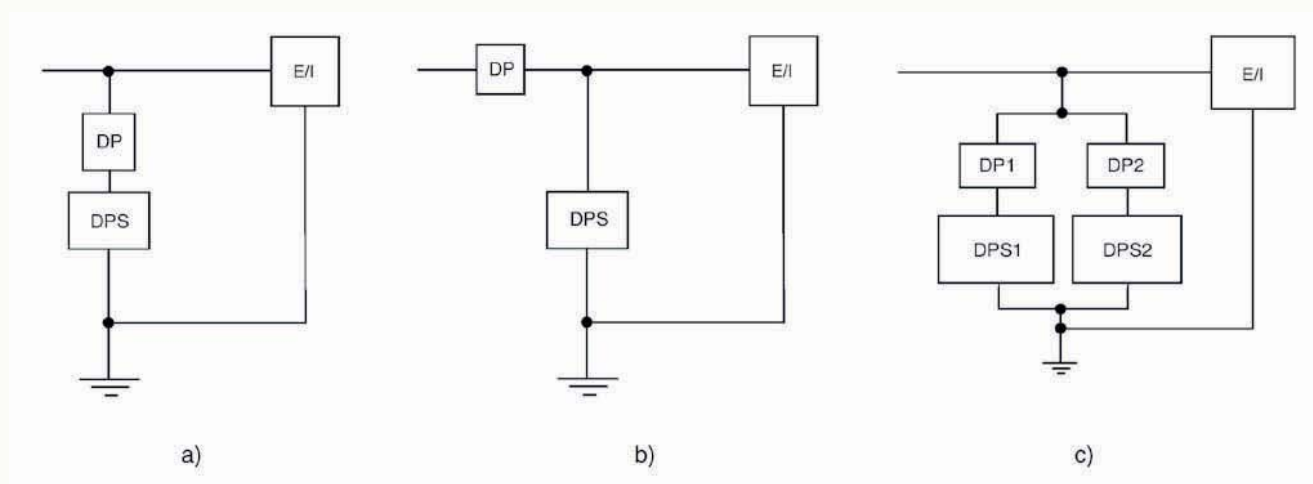 E/I
DP
DPS
a)
DP
E/I
DPS
b)
E/I
DP1 DP2
DPS1 DPS2
c)